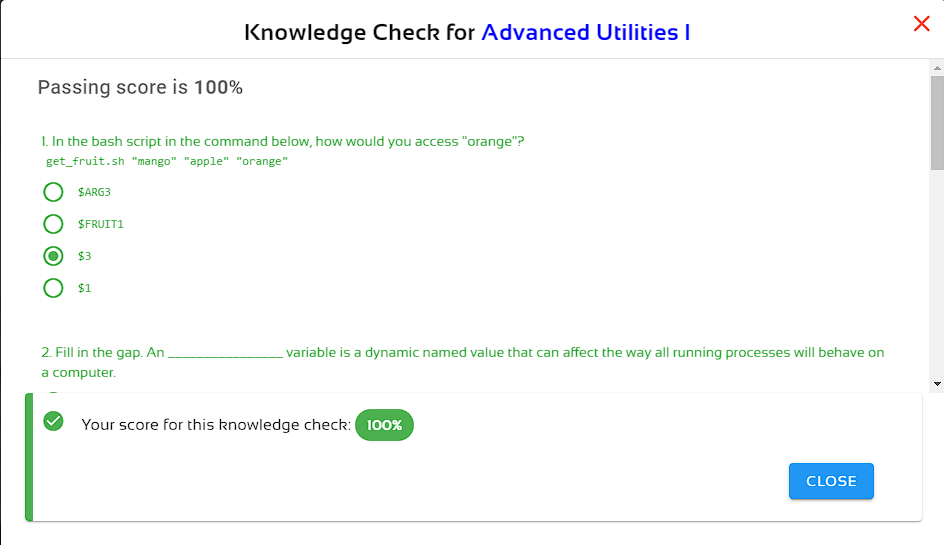 Knowledge Check for Advanced Utilities I
Passing score is 100%
1. In the bash script in the command below, how would you access "orange"?
get_fruit.sh "mango" "apple" "orange"
$ARG3
$FRUIT1
$3
$1
2. Fill in the gap. An ________________ variable is a dynamic named value that can affect the way all running processes will behave on
a computer.
Your score for this knowledge check: 100%
CLOSE